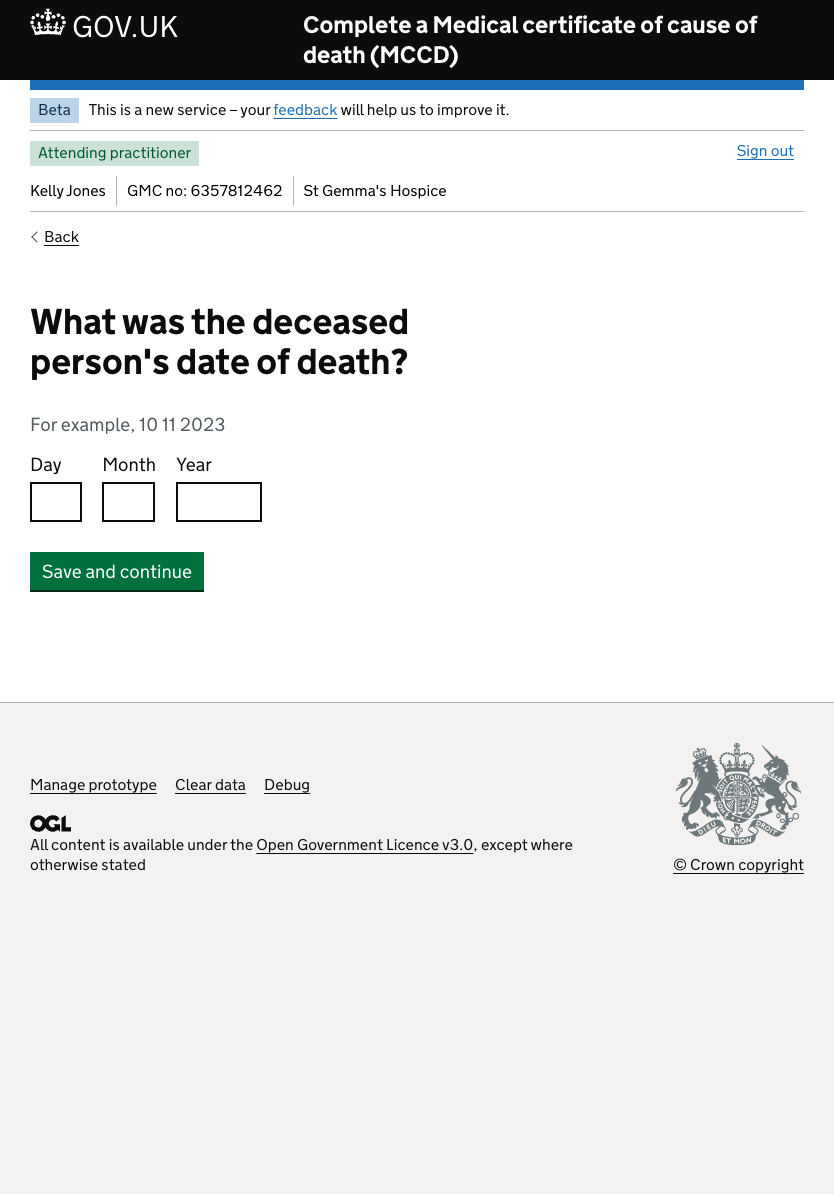 GOV.UK
Complete a Medical certificate of cause of
death (MCCD)
Beta This is a new service – your feedback will help us to improve it.
Attending practitioner
Sign out
Kelly Jones GMC no: 6357812462 St Gemma's Hospice
Back
What was the deceased
person's date of death?
For example, 10 11 2023
Day Month Year
Save and continue
Manage prototype Clear data Debug
OGL
All content is available under the Open Government Licence v3.0, except where
otherwise stated
DIEU ET MON DROIT
© Crown copyright